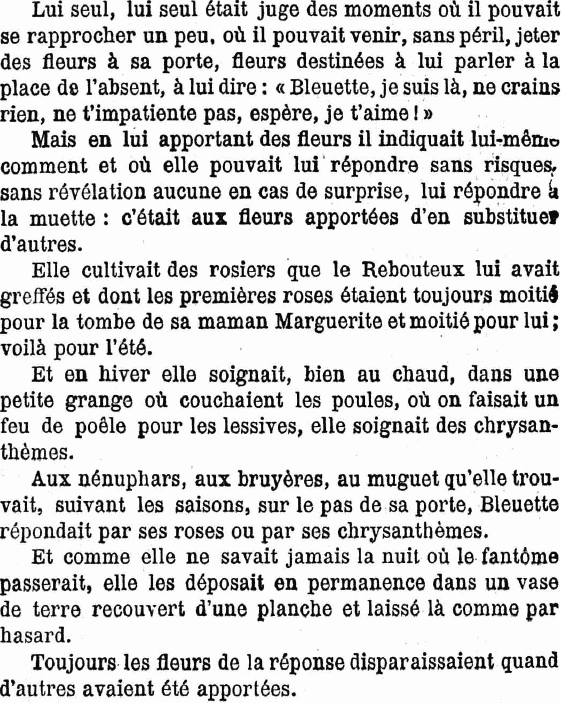 Lui seul, lui seul était juge des moments où il pouvait
se rapprocher un peu, où il pouvait venir, sans péril, jeter
des fleurs à sa porte, fleurs destinées à lui parler à la
place de l'absent, à lui dire : « Bleuette, je suis là, ne crains
rien, ne t'impatiente pas, espère, je t'aime ! »
Mais en lui apportant des fleurs il indiquait lui-même
comment et où elle pouvait lui répondre sans risques,
sans révélation aucune en cas de surprise, lui répondre à
la muette : c'était aux fleurs apportées d'en substituer
d'autres.
Elle cultivait des rosiers que le Rebouteux lui avait
greffés et dont les premières roses étaient toujours moitié
pour la tombe de sa maman Marguerite et moitié pour lui ;
voilà pour l'été.
Et en hiver elle soignait, bien au chaud, dans une
petite grange où couchaient les poules, où on faisait un
feu de poêle pour les lessives, elle soignait des chrysan-
thèmes.
Aux nénuphars, aux bruyères, au muguet qu'elle trou-
vait, suivant les saisons, sur le pas de sa porte, Bleuette
répondait par ses roses ou par ses chrysanthèmes.
Et comme elle ne savait jamais la nuit où le fantôme
passerait, elle les déposait en permanence dans un vase
de terre recouvert d'une planche et laissé là comme par
hasard.
Toujours les fleurs de la réponse disparaissaient quand
d'autres avaient été apportées.